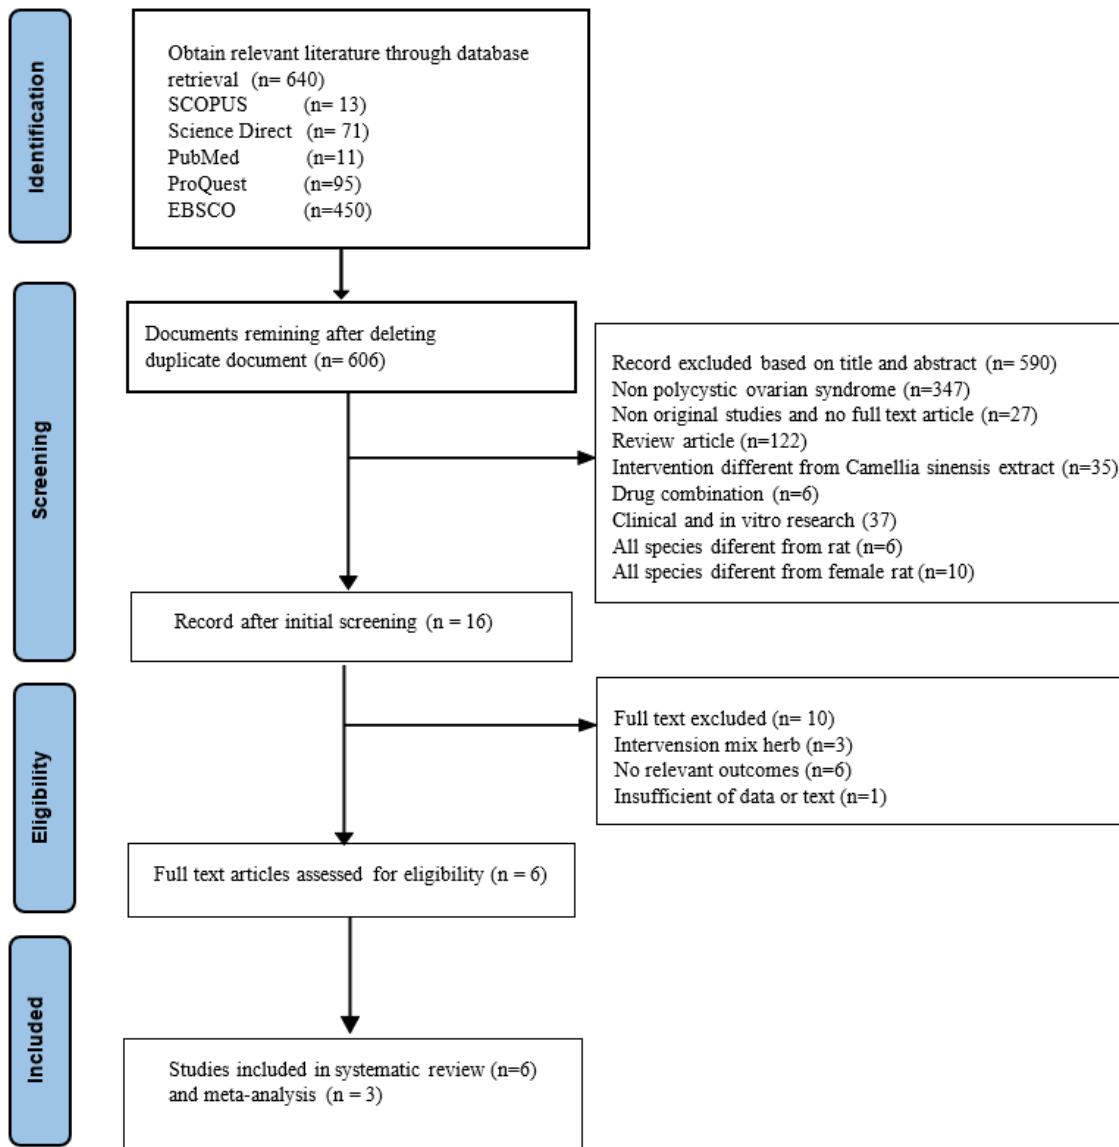 Identification
Obtain relevant literature through database
retrieval (n= 640)
SCOPUS (n= 13)
Science Direct (n= 71)
PubMed (n=11)
ProQuest (n=95)
EBSCO (n=450)
Screening
Documents remining after deleting
duplicate document (n= 606)
Record excluded based on title and abstract (n= 590)
Non polycystic ovarian syndrome (n=347)
Non original studies and no full text article (n=27)
Review article (n=122)
Intervention different from Camellia sinensis extract (n=35)
Drug combination (n=6)
Clinical and in vitro research (37)
All species diferent from rat (n=6)
All species diferent from female rat (n=10)
Record after initial screening (n = 16)
Eligibility
Full text excluded (n= 10)
Intervension mix herb (n=3)
No relevant outcomes (n=6)
Insufficient of data or text (n=1)
Full text articles assessed for eligibility (n = 6)
Included
Studies included in systematic review (n=6)
and meta-analysis (n = 3)